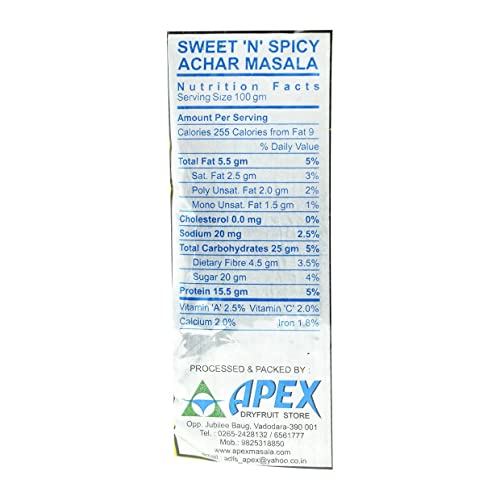 SWEET 'N' SPICY
ACHAR MASALA
Nutrition Facts
Serving Size 100 gm
Amount Per Serving
Calories 255 Calories from Fat 9
% Daily Value
Total Fat 5.5 gm 5%
Sat. Fat 2.5 gm 3%
Poly Unsat. Fat 2.0 gm 2%
Mono Unsat. Fat 1.5 gm 1%
Cholesterol 0.0 mg 0%
Sodium 20 mg 2.5%
Total Carbohydrates 25 gm 5%
Dietary Fibre 4.5 gm 3.5%
Sugar 20 gm 4%
Protein 15.5 gm 5%
Vitamin 'A' 2.5% Vitamin 'C' 2.0%
Calcium 2.0% Iron 1.8%
PROCESSED & PACKED BY :
APEX
DRYFRUIT STORE
Opp. Jubilee Baug, Vadodara-390 001
Tel. : 0265-2428132 / 6561777
Mob. : 9825318850
www.apexmasala.com
adfs_apex@yahoo.co.in